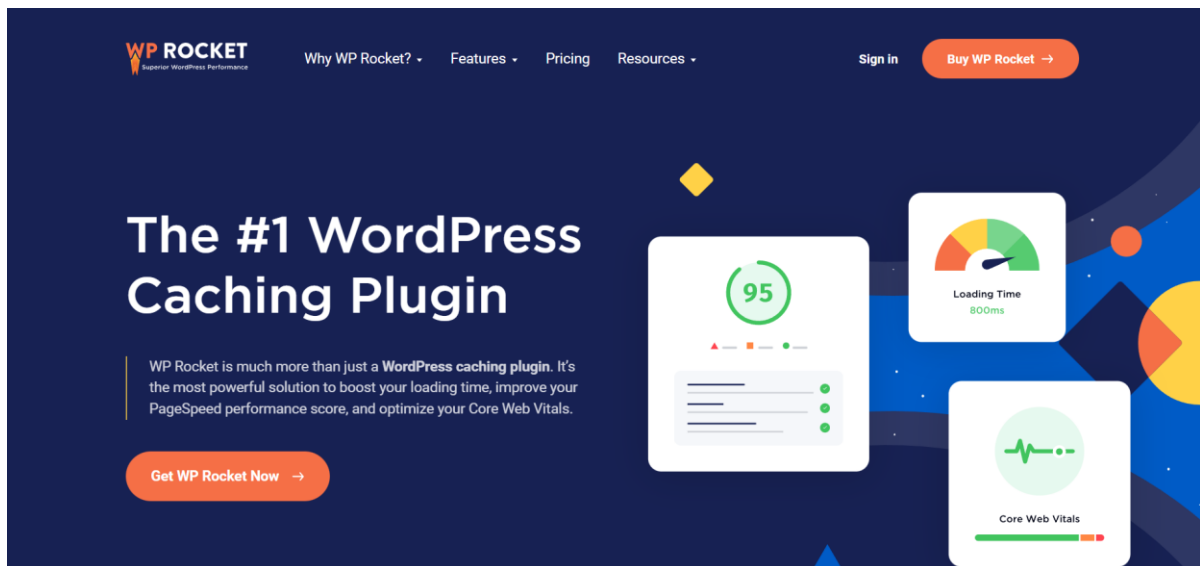 WP ROCKET
Superior WordPress Performance
Why WP Rocket?
Features
Pricing
Resources
Sign in
Buy WP Rocket →
The #1 WordPress
Caching Plugin
WP Rocket is much more than just a WordPress caching plugin. It's
the most powerful solution to boost your loading time, improve your
PageSpeed performance score, and optimize your Core Web Vitals.
Get WP Rocket Now →
95
Loading Time
800ms
Core Web Vitals